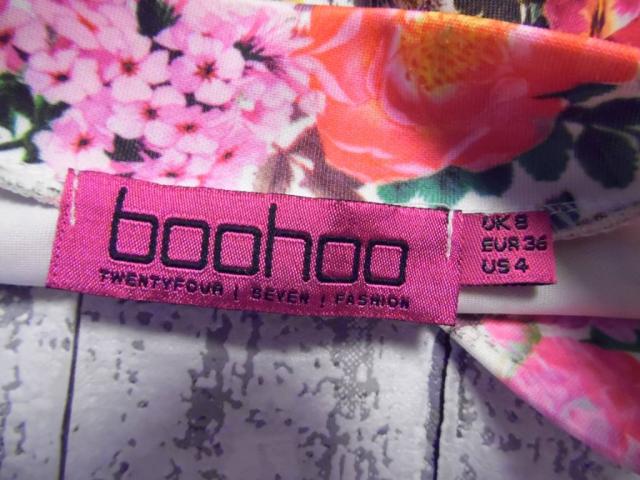 boohoo
TWENTYFOUR | SEVEN | FASHION
UK 8
EUR 36
US 4